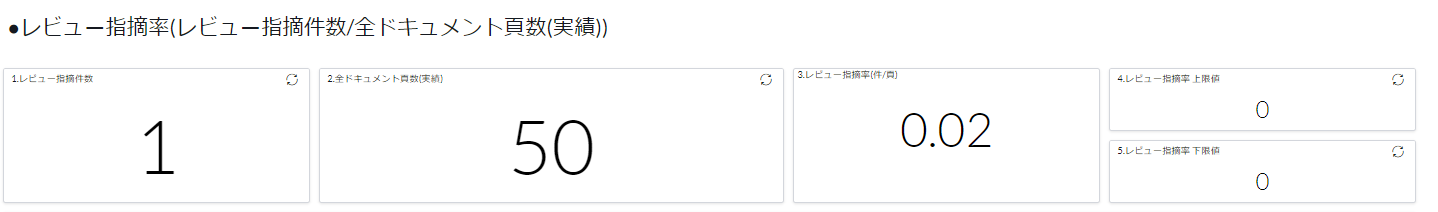 ●レビュー指摘率(レビュー指摘件数/全ドキュメント頁数(実績))
1.レビュー指摘件数
1
2.全ドキュメント頁数(実績)
50
3.レビュー指摘率(件/頁)
0.02
4.レビュー指摘率 上限値
0
5.レビュー指摘率 下限値
0